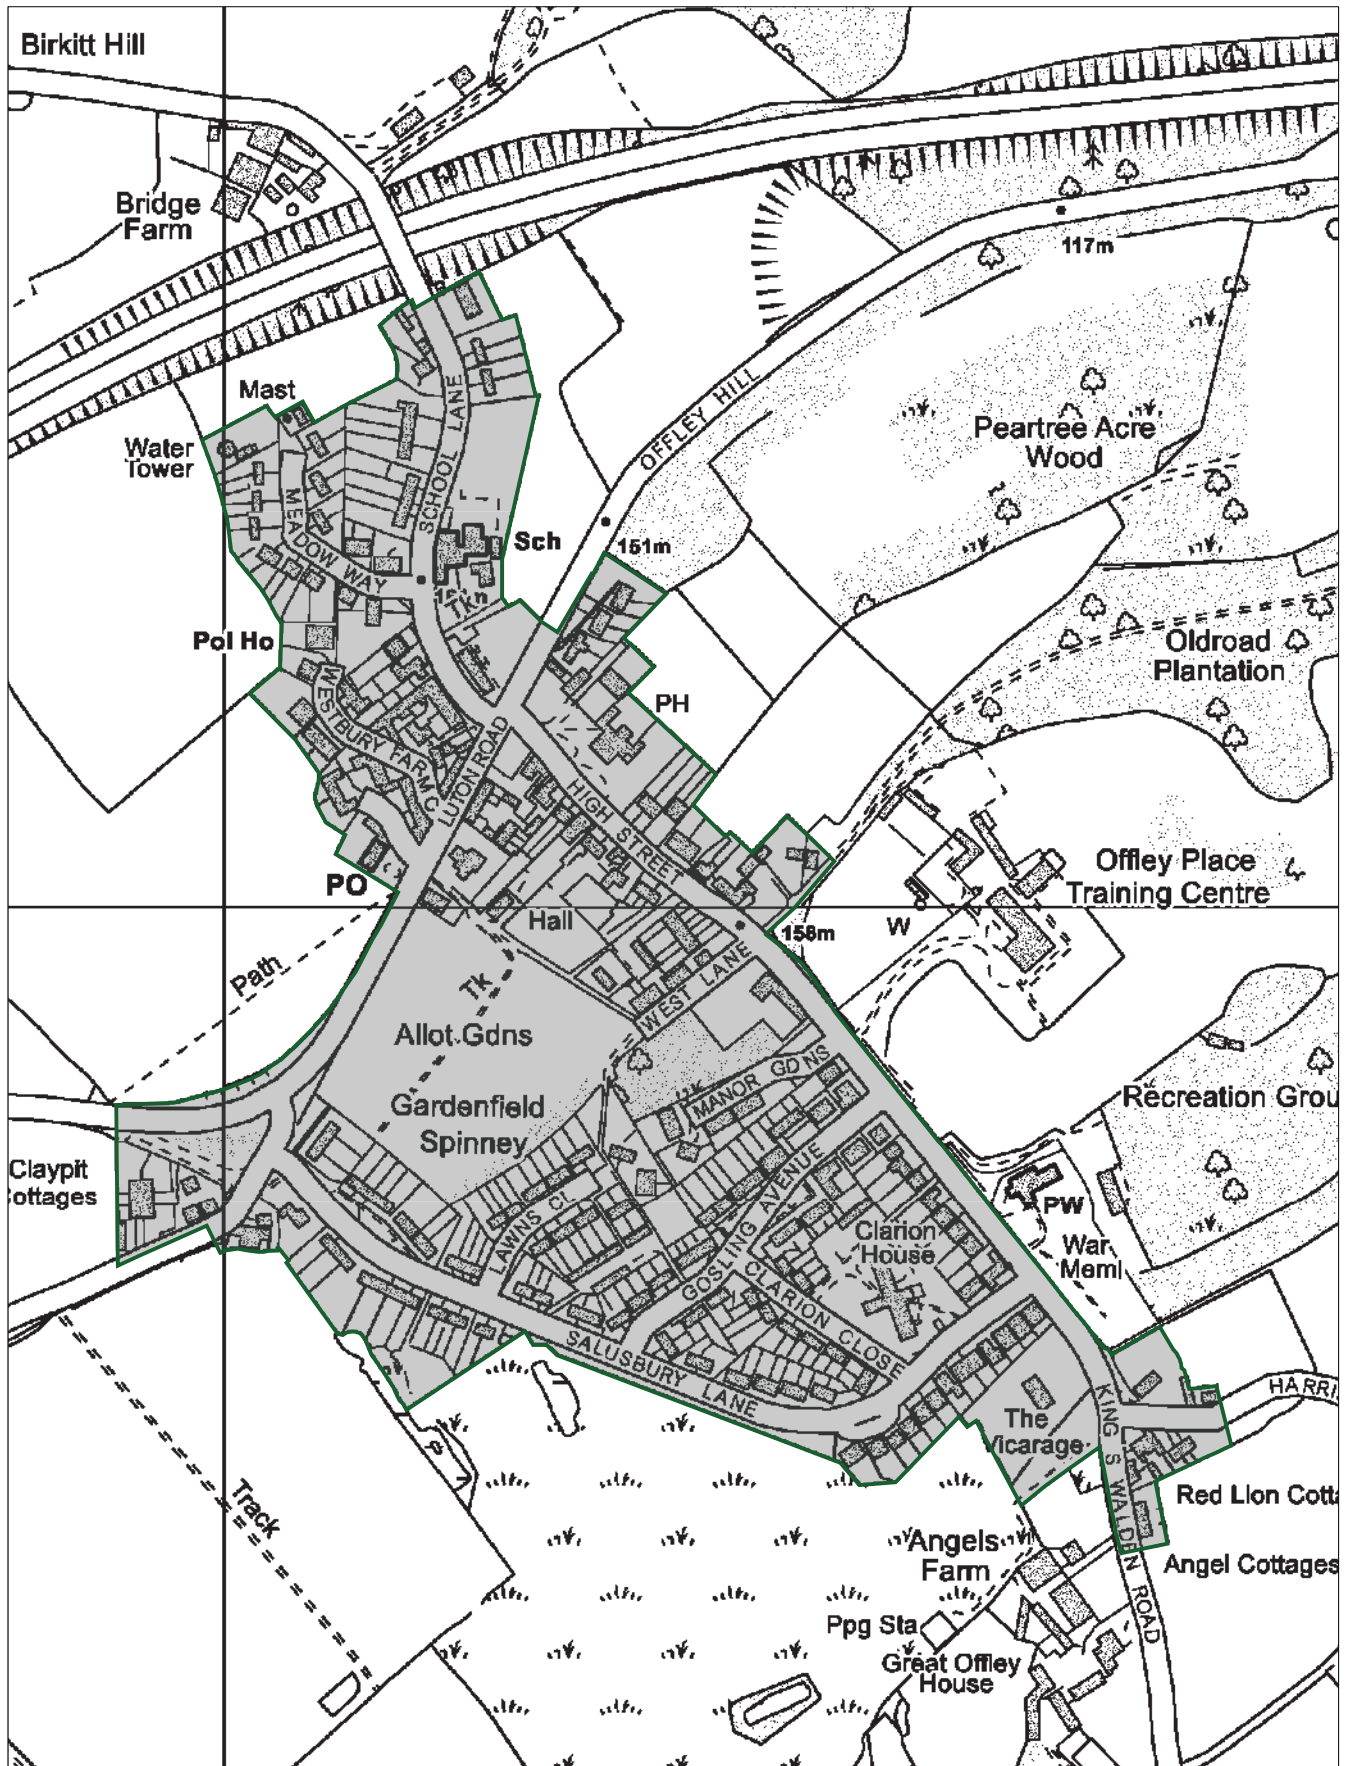 Birkitt Hill
Bridge
Farm
117m
Mast
Water
Tower
SCHOOL LANE
OFFLEY HILL
Peartree Acre
Wood
MEADOW WAY
Sch
151m
Tk
Pol Ho
Oldroad
Plantation
WESTBURY FARM C
PH
LUTON ROAD
HIGH STREET
PO
Offley Place
Training Centre
Hall
W
158m
Path
Tk
WEST LANE
Allot Gdns
MANOR GDNS
Gardenfield
Spinney
Recreation Grou
Claypit
Cottages
LAWNS CL
GOSLING AVENUE
Clarion
House
PW
War
Meml
CLARION CLOSE
SALUSBURY LANE
HARRI
The
Vicarage
KING S WALDEN ROAD
Track
Red Lion Cotta
Angels
Farm
Angel Cottages
Ppg Sta
Great Offley
House